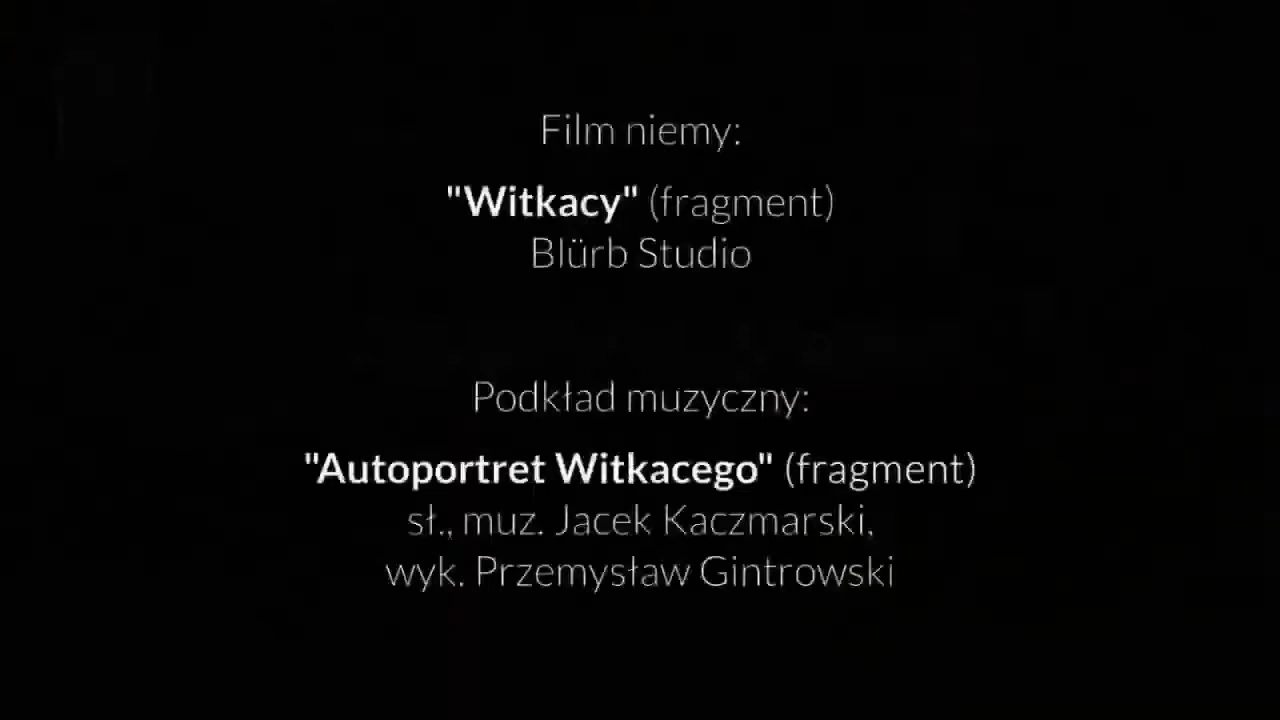 Film niemy:
"Witkacy" (fragment)
Blürb Studio
Podkład muzyczny:
"Autoportret Witkacego" (fragment)
sł., muz. Jacek Kaczmarski,
wyk. Przemysław Gintrowski